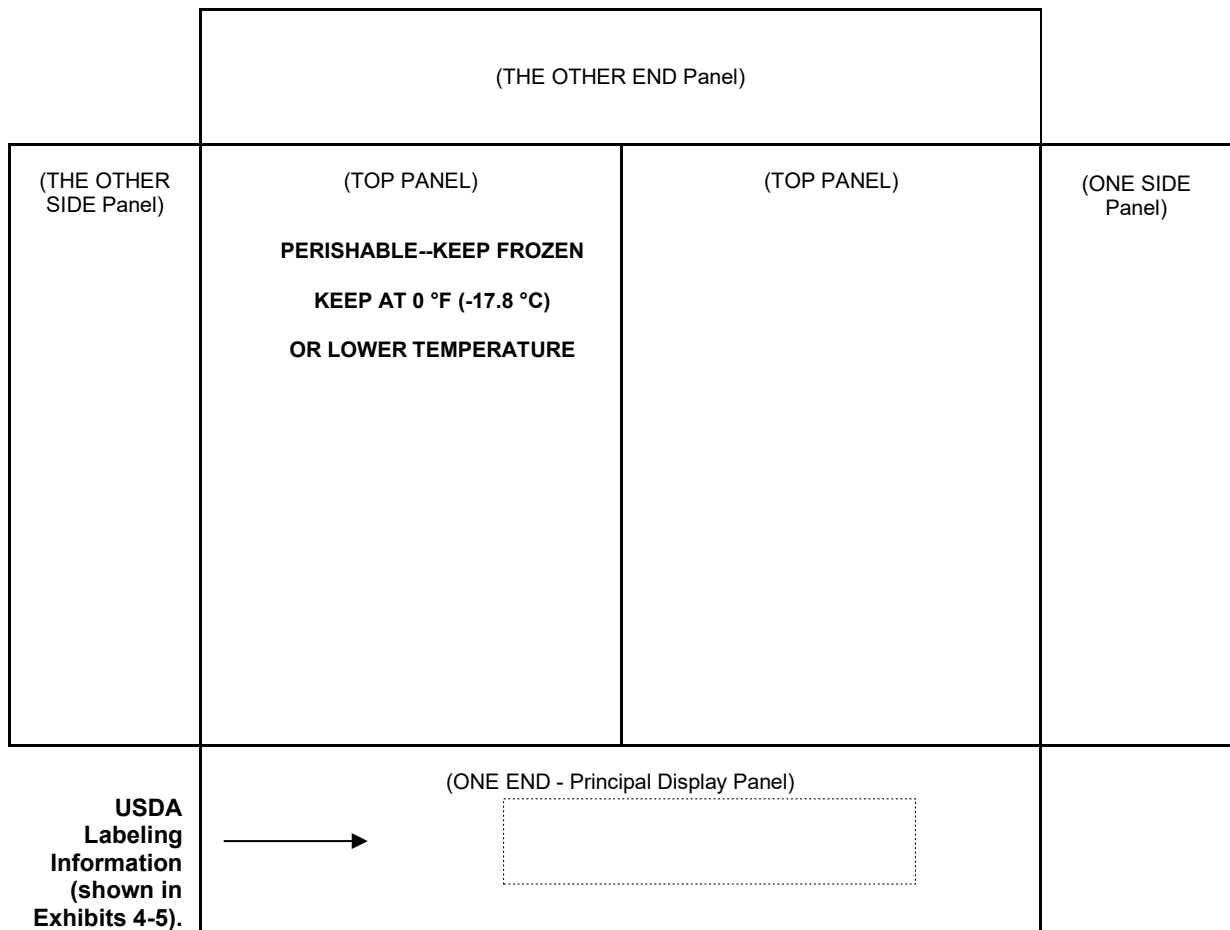 (THE OTHER END Panel)
(THE OTHER
SIDE Panel)
(TOP PANEL)
PERISHABLE--KEEP FROZEN
KEEP AT 0 °F (-17.8 °C)
OR LOWER TEMPERATURE
(TOP PANEL)
(ONE SIDE
Panel)
(ONE END - Principal Display Panel)
USDA
Labeling
Information
(shown in
Exhibits 4-5).